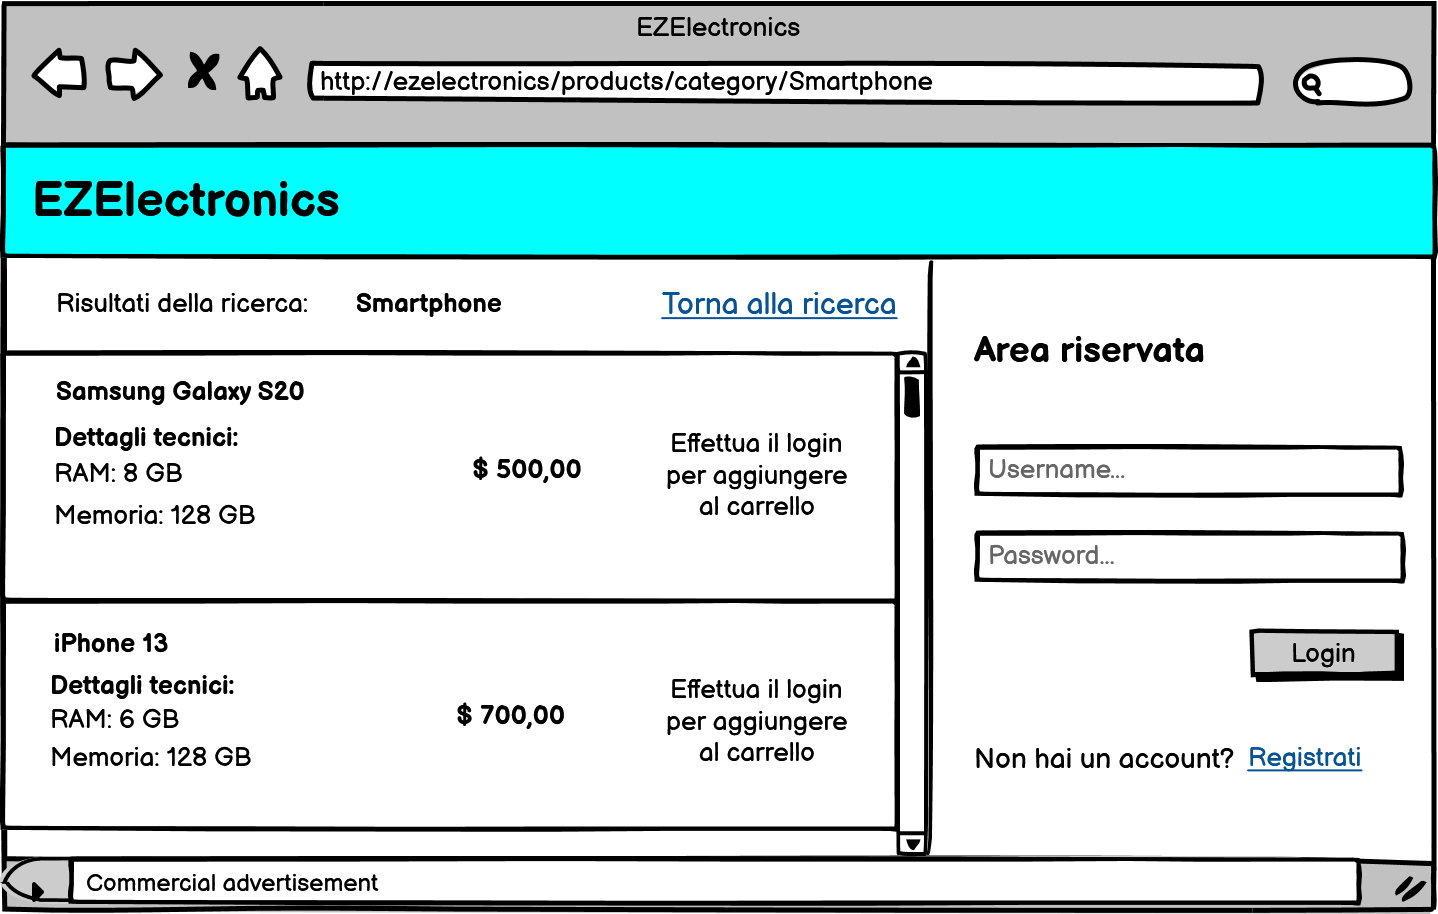 EZElectronics
http://ezelectronics/products/category/Smartphone
EZElectronics
Risultati della ricerca: Smartphone Torna alla ricerca
Samsung Galaxy S20
Dettagli tecnici:
RAM: 8 GB
Memoria: 128 GB
$ 500,00
Effettua il login
per aggiungere
al carrello
iPhone 13
Dettagli tecnici:
RAM: 6 GB
Memoria: 128 GB
$ 700,00
Effettua il login
per aggiungere
al carrello
Area riservata
Username...
Password...
Login
Non hai un account? Registrati
Commercial advertisement